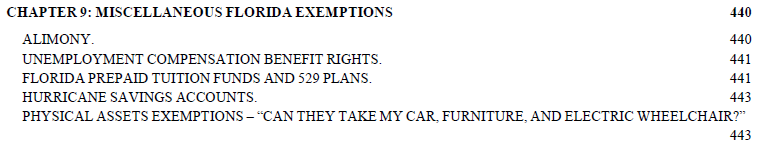 CHAPTER 9: MISCELLANEOUS FLORIDA EXEMPTIONS 440
ALIMONY. 440
UNEMPLOYMENT COMPENSATION BENEFIT RIGHTS. 441
FLORIDA PREPAID TUITION FUNDS AND 529 PLANS. 441
HURRICANE SAVINGS ACCOUNTS. 443
PHYSICAL ASSETS EXEMPTIONS – “CAN THEY TAKE MY CAR, FURNITURE, AND ELECTRIC WHEELCHAIR?”
443